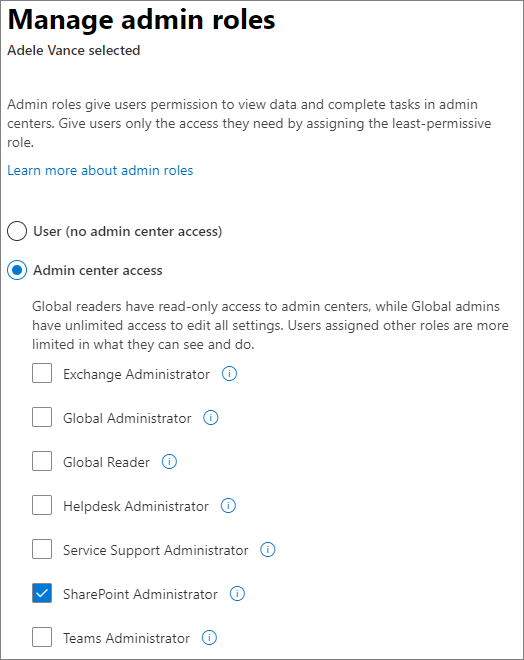 Manage admin roles
Adele Vance selected
Admin roles give users permission to view data and complete tasks in admin
centers. Give users only the access they need by assigning the least-permissive
role.
Learn more about admin roles
User (no admin center access)
Admin center access
Global readers have read-only access to admin centers, while Global admins
have unlimited access to edit all settings. Users assigned other roles are more
limited in what they can see and do.
Exchange Administrator
Global Administrator
Global Reader
Helpdesk Administrator
Service Support Administrator
SharePoint Administrator
Teams Administrator